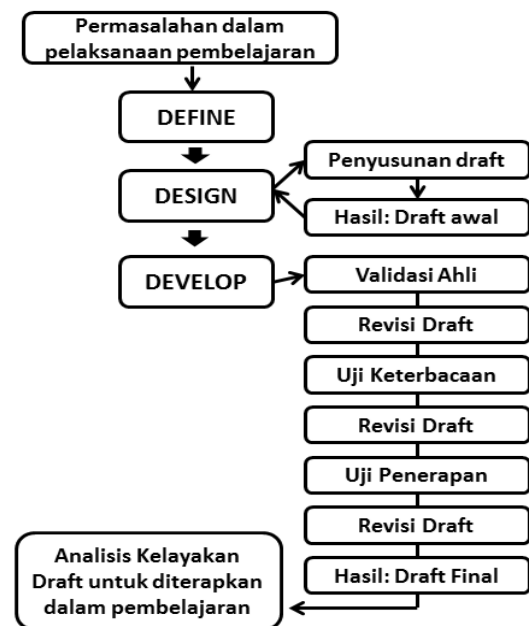 Permasalahan dalam
pelaksanaan pembelajaran
DEFINE
DESIGN
Penyusunan draft
Hasil: Draft awal
DEVELOP
Validasi Ahli
Revisi Draft
Uji Keterbacaan
Revisi Draft
Uji Penerapan
Revisi Draft
Hasil: Draft Final
Analisis Kelayakan
Draft untuk diterapkan
dalam pembelajaran